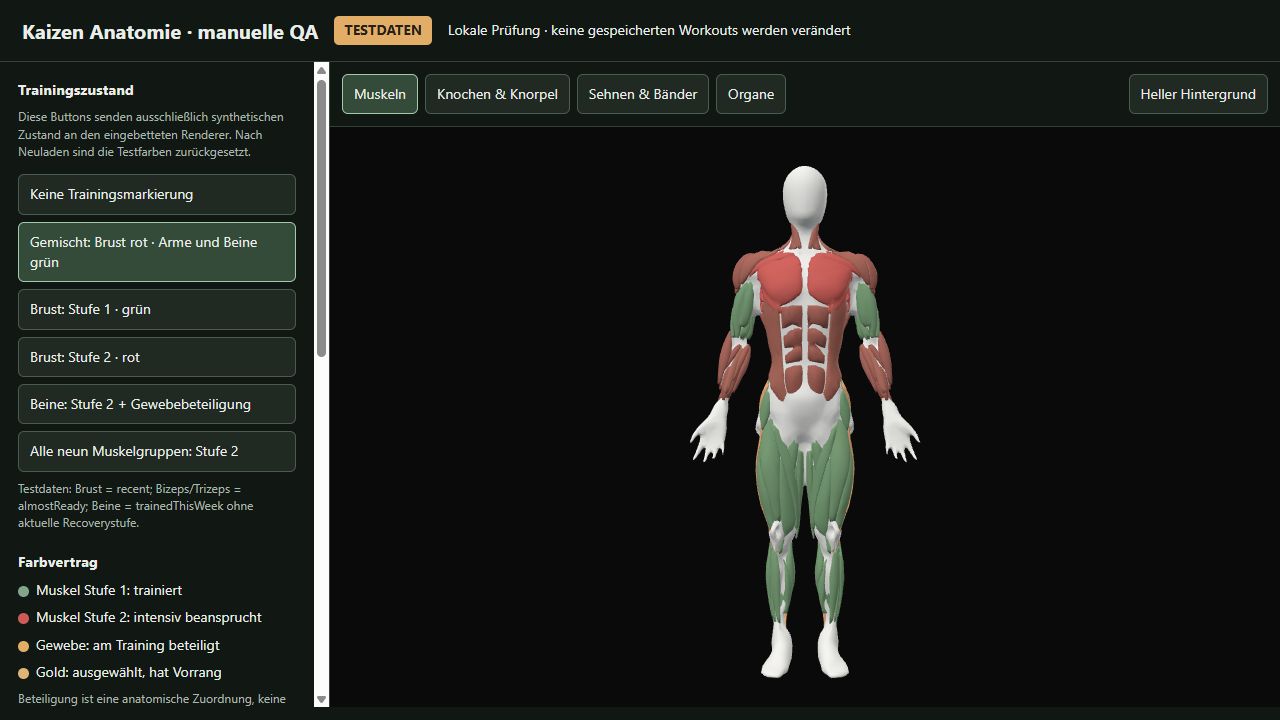 Kaizen Anatomie · manuelle QA
TESTDATEN
Lokale Prüfung · keine gespeicherten Workouts werden verändert
Trainingszustand
Diese Buttons senden ausschließlich synthetischen
Zustand an den eingebetteten Renderer. Nach
Neuladen sind die Testfarben zurückgesetzt.
Keine Trainingsmarkierung
Gemischt: Brust rot · Arme und Beine
grün
Brust: Stufe 1 · grün
Brust: Stufe 2 · rot
Beine: Stufe 2 + Gewebebeteiligung
Alle neun Muskelgruppen: Stufe 2
Testdaten: Brust = recent; Bizeps/Trizeps =
almostReady; Beine = trainedThisWeek ohne
aktuelle Recoverystufe.
Farbvertrag
Muskel Stufe 1: trainiert
Muskel Stufe 2: intensiv beansprucht
Gewebe: am Training beteiligt
Gold: ausgewählt, hat Vorrang
Beteiligung ist eine anatomische Zuordnung, keine
Muskeln
Knochen & Knorpel
Sehnen & Bänder
Organe
Heller Hintergrund